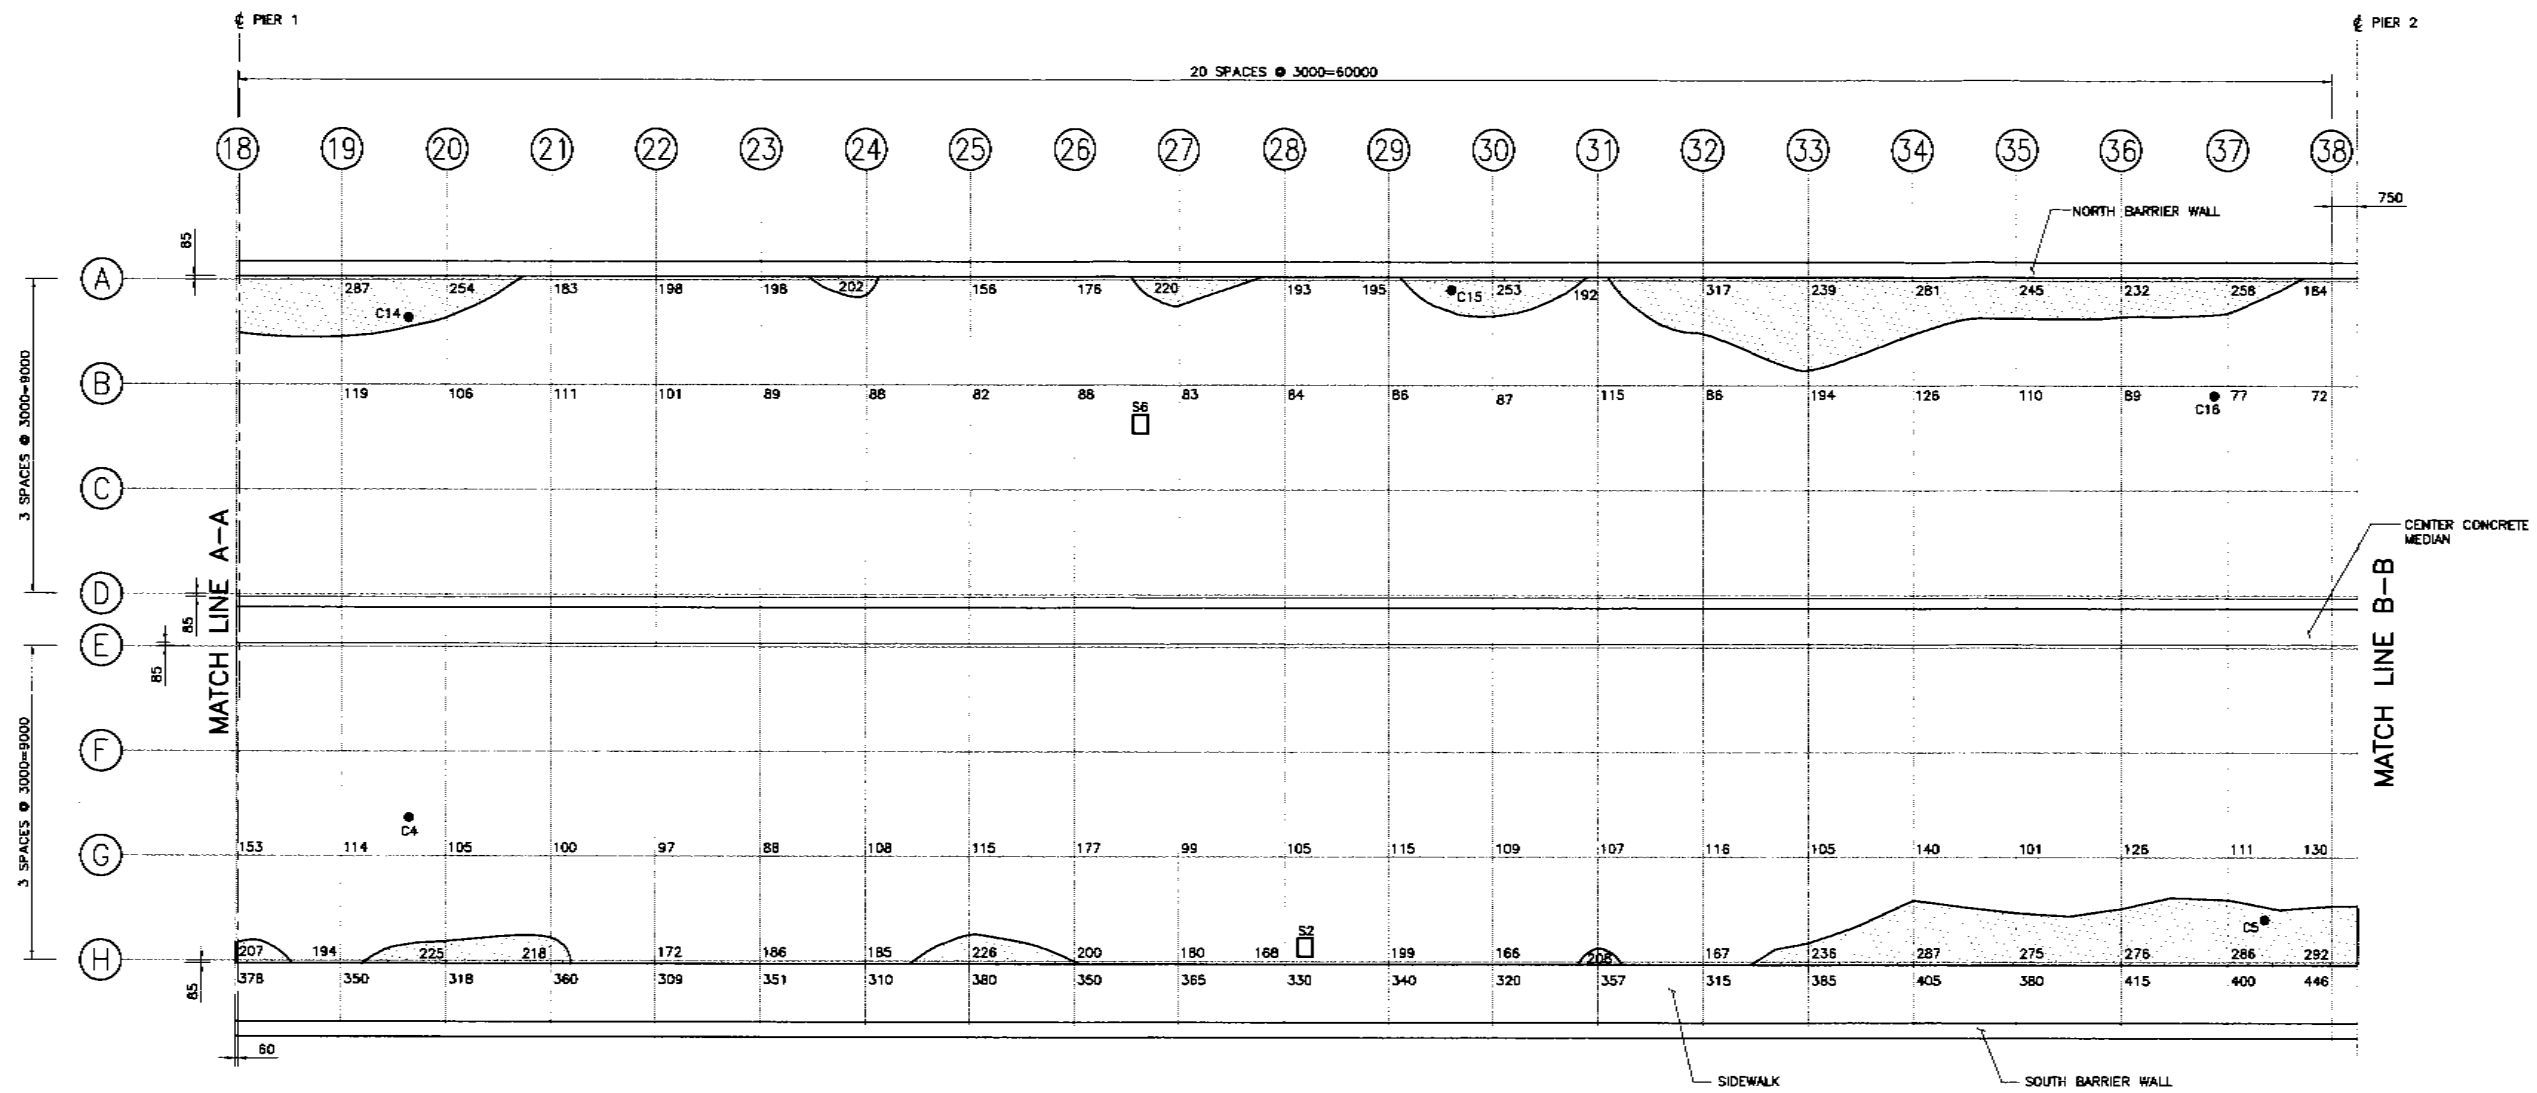 ℄ PIER 1
℄ PIER 2
20 SPACES @ 3000=60000
18 19 20 21 22 23 24 25 26 27 28 29 30 31 32 33 34 35 36 37 38
750
NORTH BARRIER WALL
85
A
287 254 183 198 196 202 156 176 220 193 195 253 192 317 239 281 245 232 258 184
C14
C15
B
119 106 111 101 89 88 82 88 83 84 86 87 115 86 194 126 110 89 77 72
C16
S6
3 SPACES @ 3000=9000
C
MATCH LINE A-A
CENTER CONCRETE
MEDIAN
D
85
E
85
MATCH LINE B-B
F
3 SPACES @ 3000=9000
C4
G
153 114 105 100 97 88 108 115 177 99 105 115 109 107 116 105 140 101 126 111 130
S2
C5
H
207 194 225 218 172 186 185 226 200 180 168 199 166 206 167 236 287 275 276 286 292
378 350 318 360 309 351 310 380 350 365 330 340 320 357 315 385 405 380 415 400 446
85
60
SIDEWALK
SOUTH BARRIER WALL